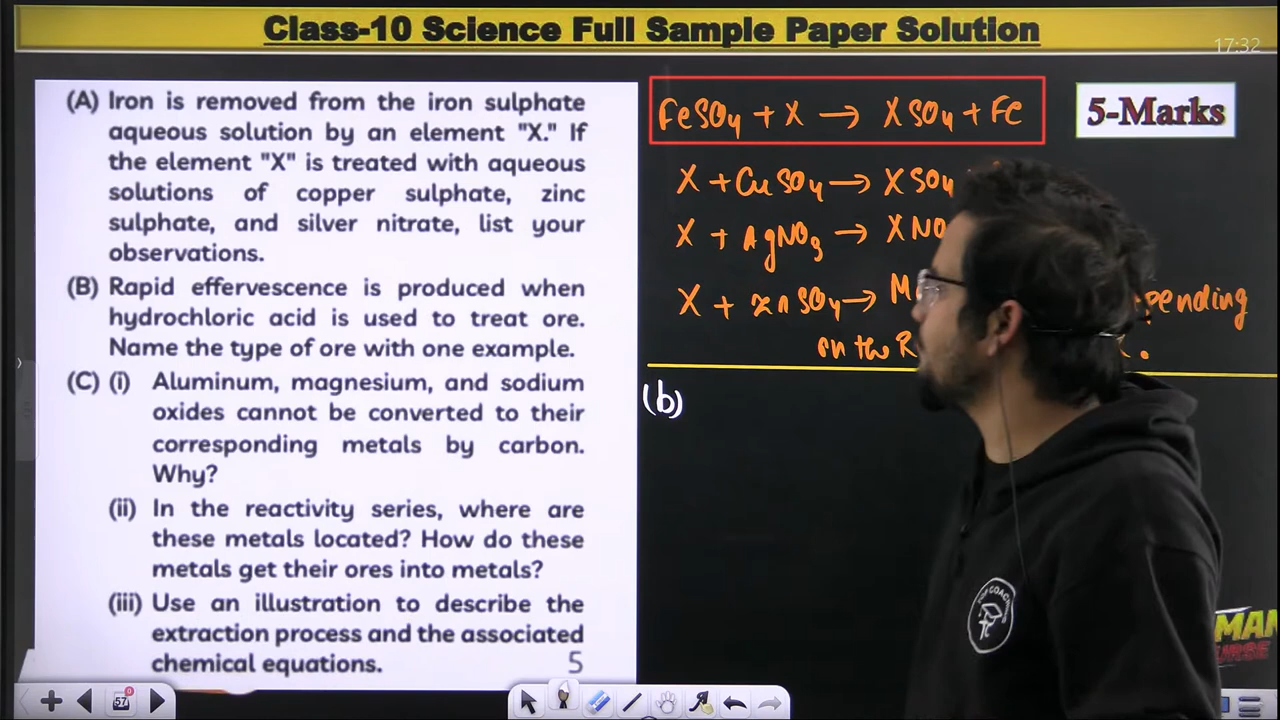 Class-10 Science Full Sample Paper Solution
17:32
(A) Iron is removed from the iron sulphate
aqueous solution by an element "X." If
the element "X" is treated with aqueous
solutions of copper sulphate, zinc
sulphate, and silver nitrate, list your
observations.
(B) Rapid effervescence is produced when
hydrochloric acid is used to treat ore.
Name the type of ore with one example.
(C) (i) Aluminum, magnesium, and sodium
oxides cannot be converted to their
corresponding metals by carbon.
Why?
(ii) In the reactivity series, where are
these metals located? How do these
metals get their ores into metals?
(iii) Use an illustration to describe the
extraction process and the associated
chemical equations. 5
FeSO4 + X → XSO4 + Fe
5-Marks
X + CuSO4 → XSO4
X + AgNO3 → XNO
X + ZnSO4 → M pending
on the R
(b)
57